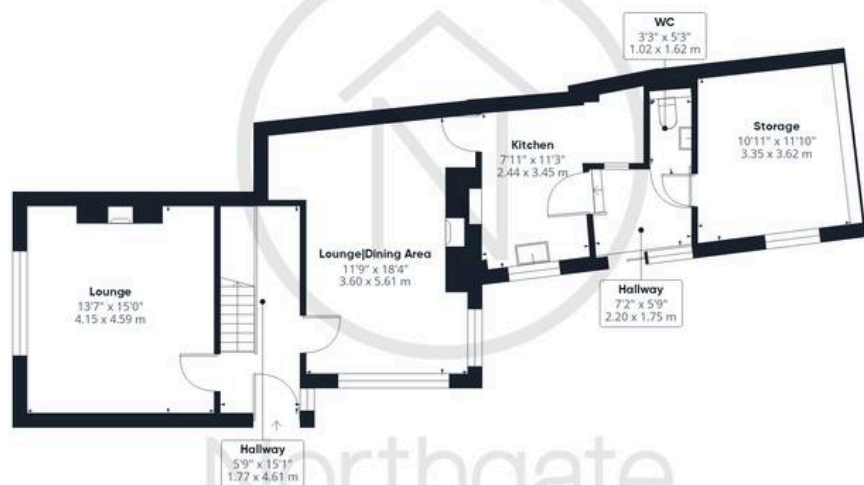 WC
3'3" x 5'3"
1.02 x 1.62 m
Storage
10'11" x 11'10"
3.35 x 3.62 m
Kitchen
7'11" x 11'3"
2.44 x 3.45 m
Lounge|Dining Area
11'9" x 18'4"
3.60 x 5.61 m
Lounge
13'7" x 15'0"
4.15 x 4.59 m
Hallway
7'2" x 5'9"
2.20 x 1.75 m
Hallway
5'9" x 15'1"
1.77 x 4.61 m
Northgate